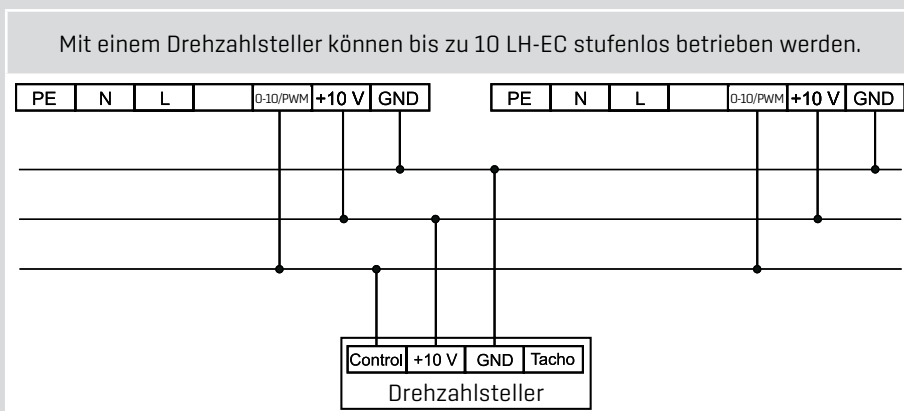 Mit einem Drehzahlsteller können bis zu 10 LH-EC stufenlos betrieben werden.
PE N L 0-10/PWM +10 V GND PE N L 0-10/PWM +10 V GND
Control +10 V GND Tacho
Drehzahlsteller